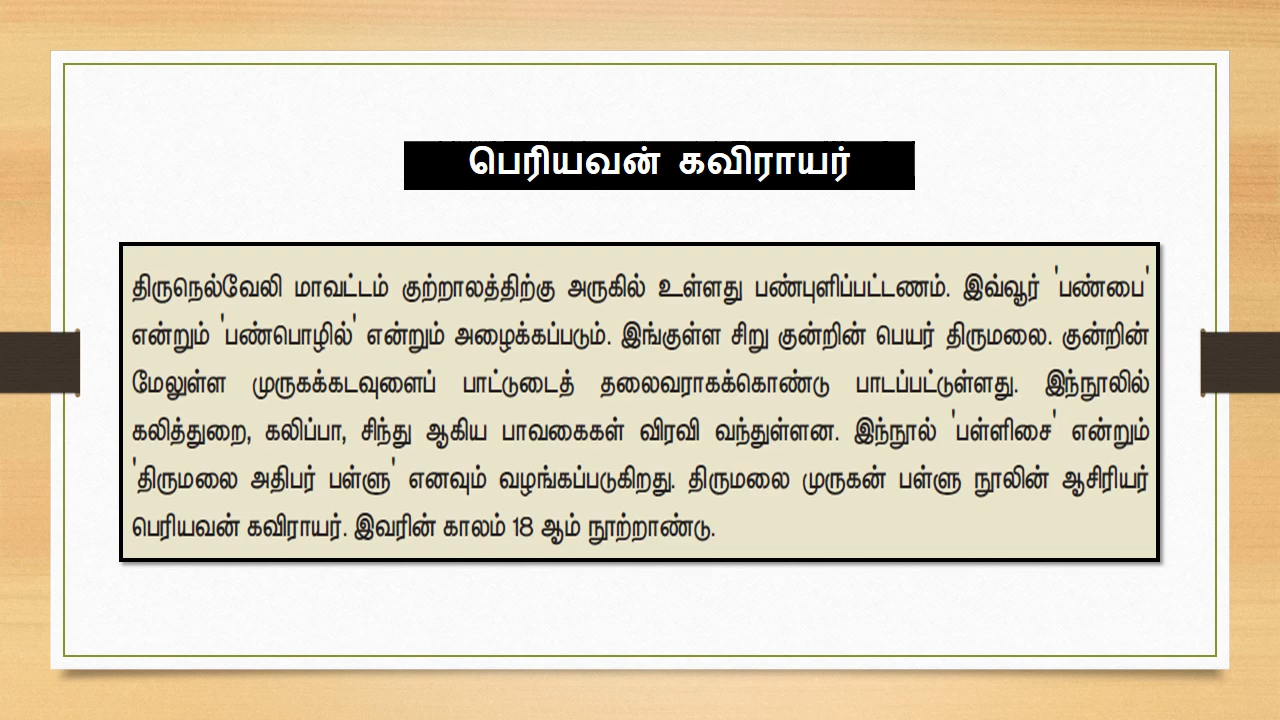 பெரியவன் கவிராயர்
திருநெல்வேலி மாவட்டம் குற்றாலத்திற்கு அருகில் உள்ளது பண்புளிப்பட்டணம். இவ்வூர் 'பண்பை'
என்றும் 'பண்பொழில்' என்றும் அழைக்கப்படும். இங்குள்ள சிறு குன்றின் பெயர் திருமலை. குன்றின்
மேலுள்ள முருகக்கடவுளைப் பாட்டுடைத் தலைவராகக்கொண்டு பாடப்பட்டுள்ளது. இந்நூலில்
கலித்துறை, கலிப்பா, சிந்து ஆகிய பாவகைகள் விரவி வந்துள்ளன. இந்நூல் 'பள்ளிசை' என்றும்
'திருமலை அதிபர் பள்ளு' எனவும் வழங்கப்படுகிறது. திருமலை முருகன் பள்ளு நூலின் ஆசிரியர்
பெரியவன் கவிராயர். இவரின் காலம் 18 ஆம் நூற்றாண்டு.